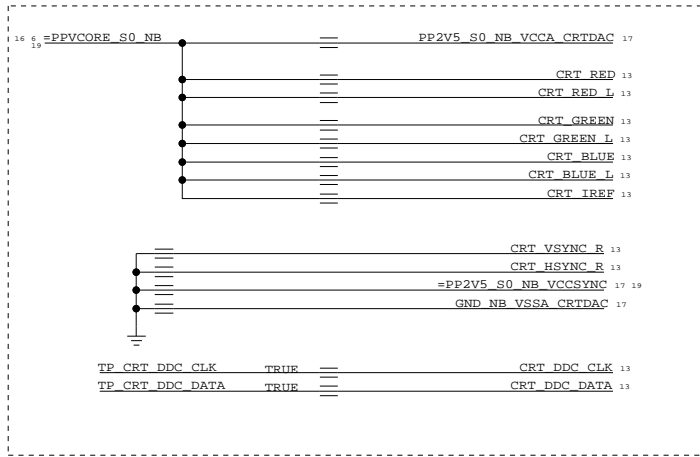 16 6 =PPVCORE_S0_NB PP2V5_S0_NB_VCCA_CRTDAC 17
19
CRT_RED 13
CRT_RED_L 13
CRT_GREEN 13
CRT_GREEN_L 13
CRT_BLUE 13
CRT_BLUE_L 13
CRT_IREF 13
CRT_VSYNC_R 13
CRT_HSYNC_R 13
=PP2V5_S0_NB_VCCSYNC 17 19
GND_NB_VSSA_CRTDAC 17
TP_CRT_DDC_CLK TRUE CRT_DDC_CLK 13
TP_CRT_DDC_DATA TRUE CRT_DDC_DATA 13